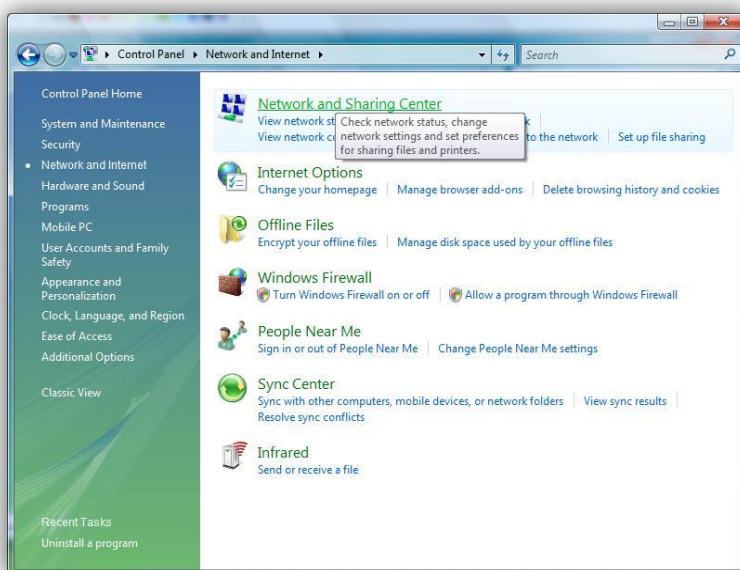 Control Panel ▸ Network and Internet ▸
Search
Control Panel Home
System and Maintenance
Security
Network and Internet
Hardware and Sound
Programs
Mobile PC
User Accounts and Family
Safety
Appearance and
Personalization
Clock, Language, and Region
Ease of Access
Additional Options
Classic View
Recent Tasks
Uninstall a program
Network and Sharing Center
View network
View network to the network Set up file sharing
Check network status, change
network settings and set preferences
for sharing files and printers.
Internet Options
Change your homepage Manage browser add-ons Delete browsing history and cookies
Offline Files
Encrypt your offline files Manage disk space used by your offline files
Windows Firewall
Turn Windows Firewall on or off Allow a program through Windows Firewall
People Near Me
Sign in or out of People Near Me Change People Near Me settings
Sync Center
Sync with other computers, mobile devices, or network folders View sync results
Resolve sync conflicts
Infrared
Send or receive a file